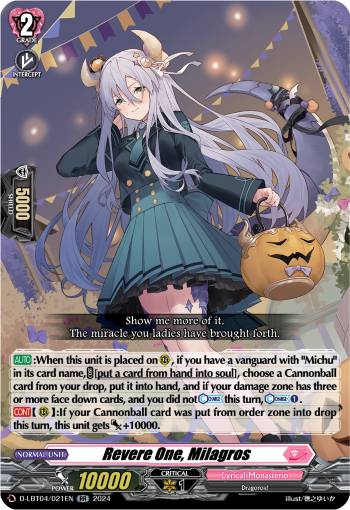 2
GRADE
INTERCEPT
5000
SHIELD
Show me more of it.
The miracle you ladies have brought forth.
AUTO :When this unit is placed on , if you have a vanguard with "Michu"
in its card name, [put a card from hand into soul], choose a Cannonball
card from your drop, put it into hand, and if your damage zone has three
or more face down cards, and you did not this turn, .
CONT【 】:If your Cannonball card was put from order zone into drop
this turn, this unit gets +10000.
NORMAL UNIT
Revere One, Milagros
POWER
10000
CRITICAL
1
Lyrical Monasterio
Dragoroid
D-LBT04/021EN RR 2024
illust/徳之ゆいか